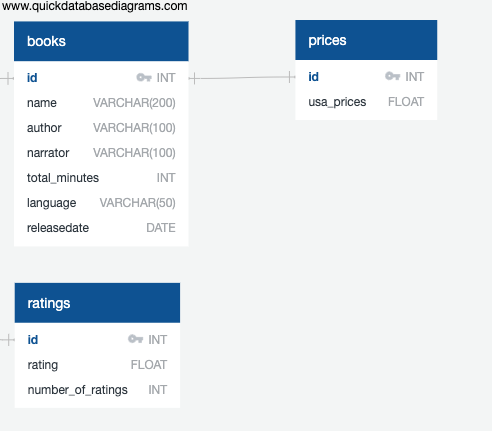 www.quickdatabasediagrams.com
books
id INT
name VARCHAR(200)
author VARCHAR(100)
narrator VARCHAR(100)
total_minutes INT
language VARCHAR(50)
releasedate DATE
prices
id INT
usa_prices FLOAT
ratings
id INT
rating FLOAT
number_of_ratings INT